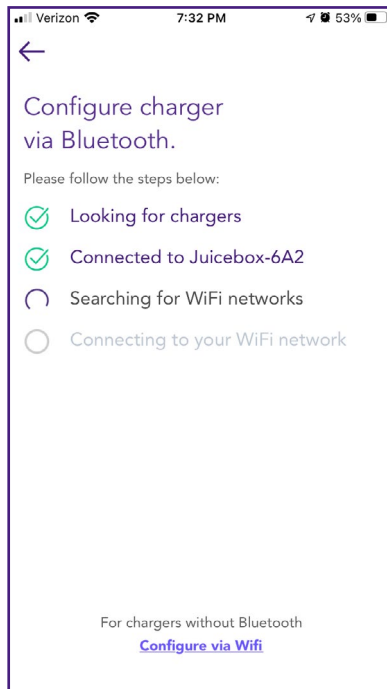 Verizon 7:32 PM 53%
Configure charger
via Bluetooth.
Please follow the steps below:
Looking for chargers
Connected to Juicebox-6A2
Searching for WiFi networks
Connecting to your WiFi network
For chargers without Bluetooth
Configure via Wifi